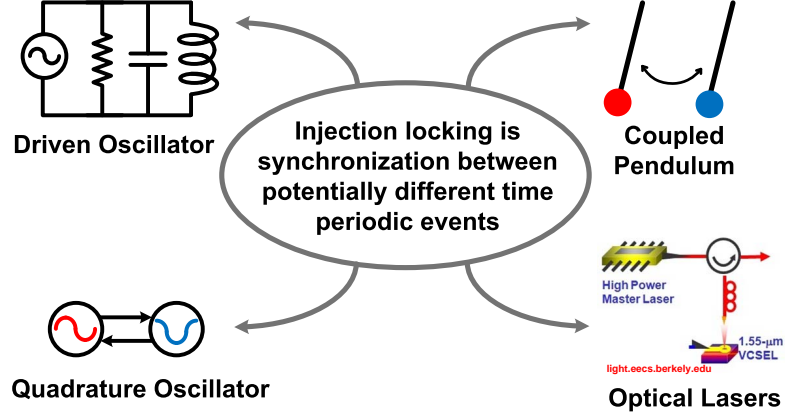 Driven Oscillator
Coupled
Pendulum
Injection locking is
synchronization between
potentially different time
periodic events
Quadrature Oscillator
High Power
Master Laser
1.55-μm
VCSEL
light.eecs.berkely.edu
Optical Lasers